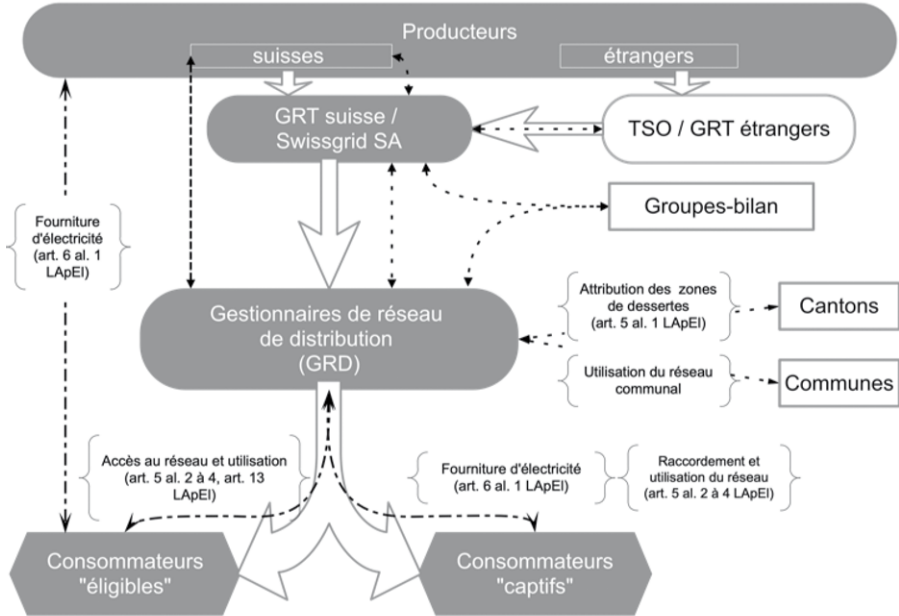 Producteurs
suisses
étrangers
GRT suisse /
Swissgrid SA
TSO / GRT étrangers
Groupes-bilan
Fourniture
d'électricité
(art. 6 al. 1
LApEl)
Gestionnaires de réseau
de distribution
(GRD)
Attribution des zones
de dessertes
(art. 5 al. 1 LApEl)
Cantons
Utilisation du réseau
communal
Communes
Accès au réseau et utilisation
(art. 5 al. 2 à 4, art. 13
LApEl)
Fourniture d'électricité
(art. 6 al. 1 LApEl)
Raccordement et
utilisation du réseau
(art. 5 al. 2 à 4 LApEl)
Consommateurs
"éligibles"
Consommateurs
"captifs"